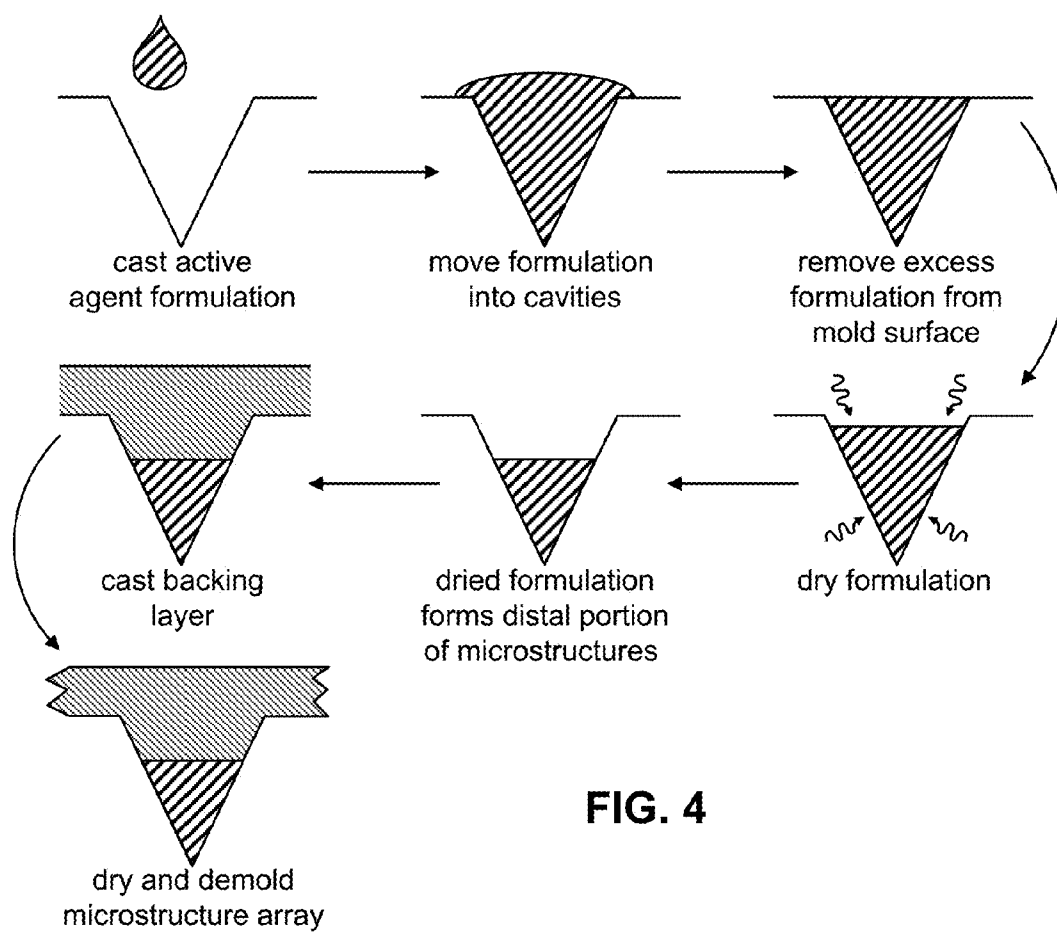 cast active
agent formulation
move formulation
into cavities
remove excess
formulation from
mold surface
dry formulation
dried formulation
forms distal portion
of microstructures
cast backing
layer
dry and demold
microstructure array
FIG. 4